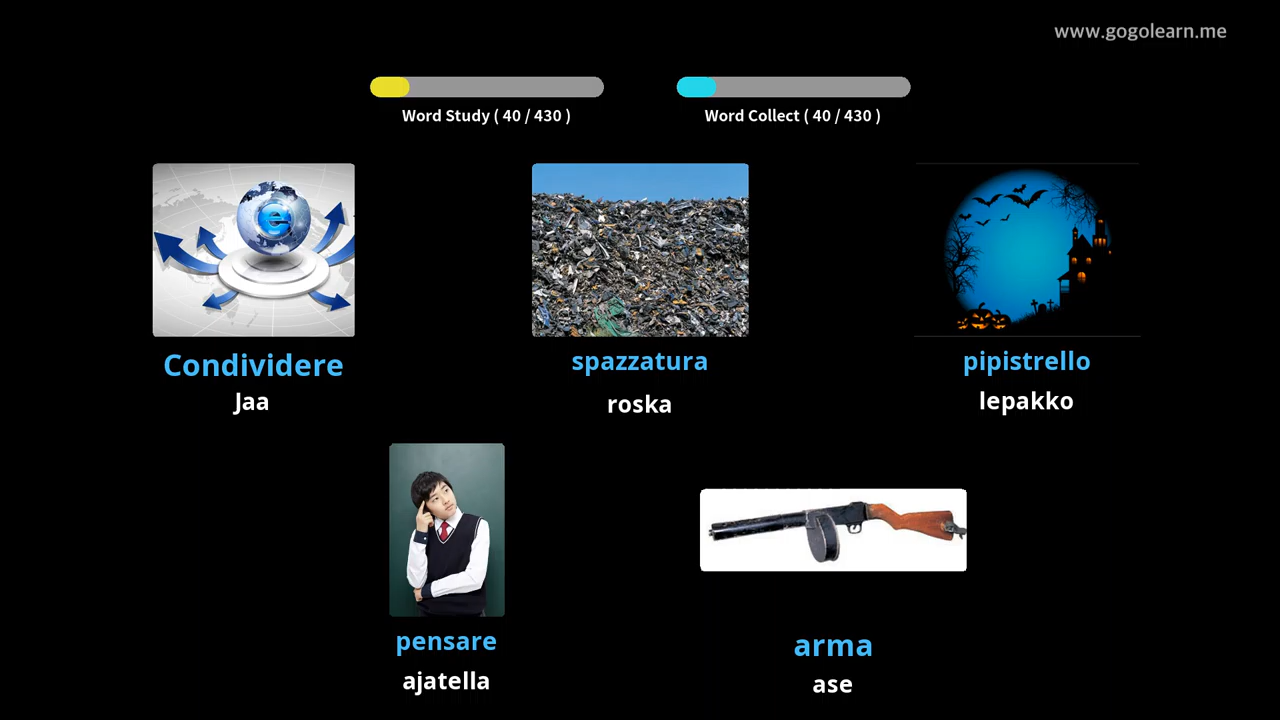 www.gogolearn.me
Word Study ( 40 / 430 )
Word Collect ( 40 / 430 )
e
Condividere
Jaa
spazzatura
roska
pipistrello
lepakko
pensare
ajatella
arma
ase